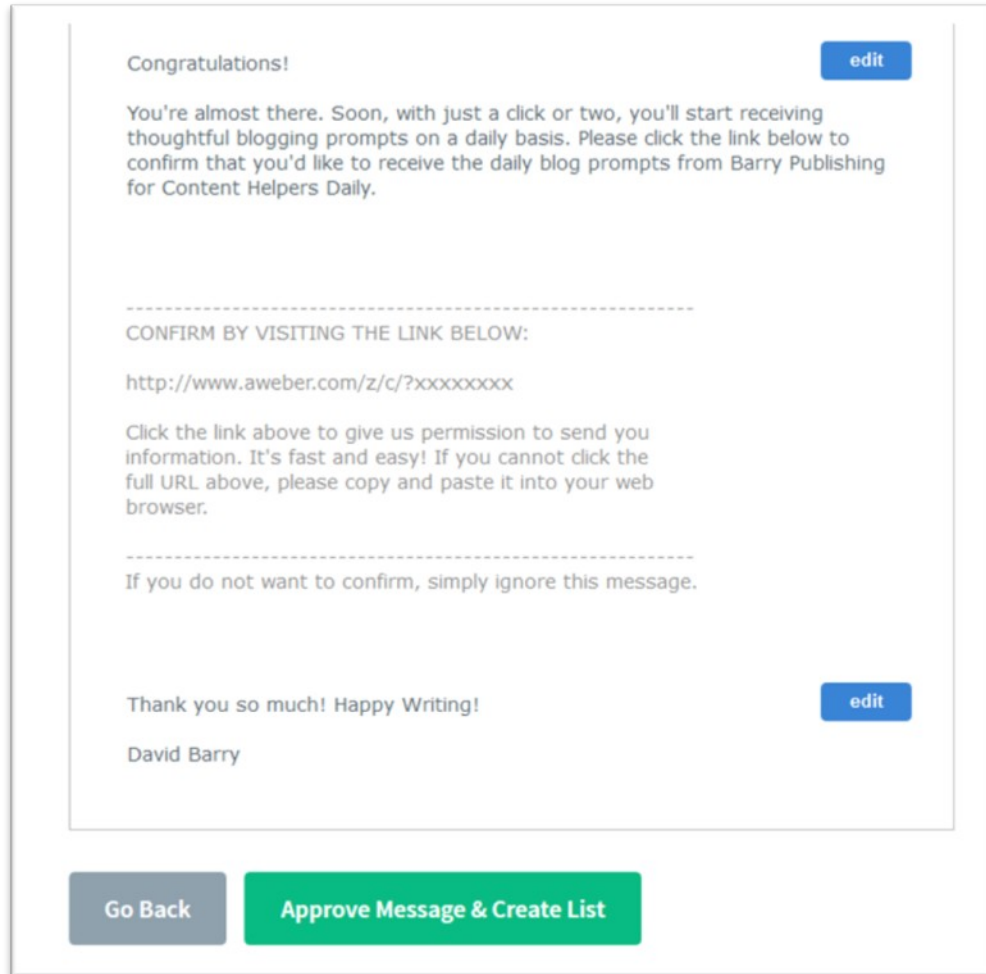 Congratulations!
edit
You're almost there. Soon, with just a click or two, you'll start receiving
thoughtful blogging prompts on a daily basis. Please click the link below to
confirm that you'd like to receive the daily blog prompts from Barry Publishing
for Content Helpers Daily.
------------------------------------------------------------
CONFIRM BY VISITING THE LINK BELOW:
http://www.aweber.com/z/c/?xxxxxxxx
Click the link above to give us permission to send you
information. It's fast and easy! If you cannot click the
full URL above, please copy and paste it into your web
browser.
------------------------------------------------------------
If you do not want to confirm, simply ignore this message.
Thank you so much! Happy Writing!
edit
David Barry
Go Back
Approve Message & Create List